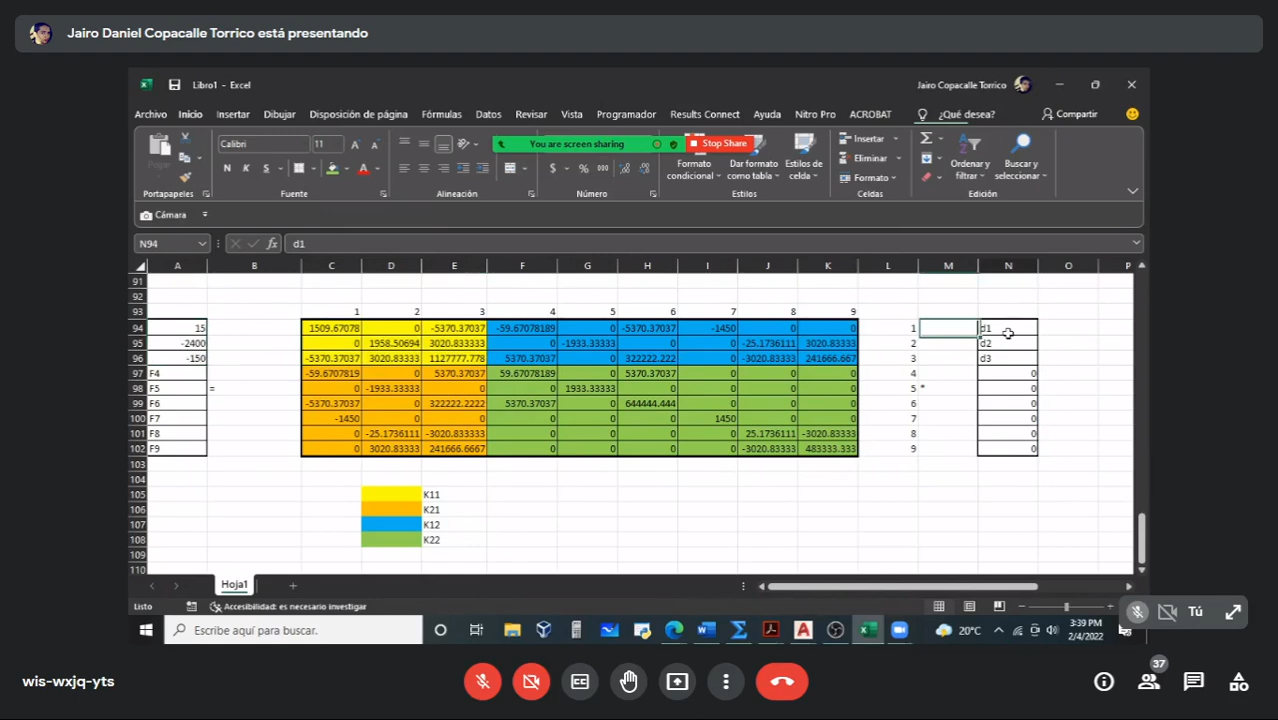 Jairo Daniel Copacalle Torrico está presentando
Libro1 - Excel
Jairo Copacalle Torrico
Archivo Inicio Insertar Dibujar Disposición de página Fórmulas Datos Revisar Vista Programador Results Connect Ayuda Nitro Pro ACROBAT ¿Qué desea? Compartir
You are screen sharing Stop Share
Calibri 11
N K S
Formato condicional Dar formato como tabla Estilos de celda
Insertar
Eliminar
Formato
Ordenar y filtrar Buscar y seleccionar
Portapapeles Fuente Alineación Número Estilos Celdas Edición
Cámara
N94 fx d1
A B C D E F G H I J K L M N O P
91
92
93 1 2 3 4 5 6 7 8 9
94 15 1509.67078 0 -5370.37037 -59.67078189 0 -5370.37037 -1450 0 0 1 d1
95 -2400 0 1958.50694 3020.833333 0 -1933.33333 0 0 -25.1736111 3020.83333 2 d2
96 -150 -5370.37037 3020.83333 1127777.778 5370.37037 0 322222.222 0 -3020.83333 241666.667 3 d3
97 F4 -59.6706819 0 5370.37037 59.67078189 0 5370.37037 0 0 0 4 0
98 F5 = 0 -1933.33333 0 0 1933.33333 0 0 0 0 5 * 0
99 F6 -5370.37037 0 322222.2222 5370.37037 0 644444.444 0 0 0 6 0
100 F7 -1450 0 0 0 0 0 1450 0 0 7 0
101 F8 0 -25.1736111 -3020.833333 0 0 0 0 25.1736111 -3020.83333 8 0
102 F9 0 3020.83333 241666.6667 0 0 0 0 -3020.83333 483333.333 9 0
103
104
105 K11
106 K21
107 K12
108 K22
109
110
Hoja1
Listo Accesibilidad: es necesario investigar
Escribe aquí para buscar.
20°C
3:39 PM
2/4/2022
Tú
wis-wxjq-yts
37